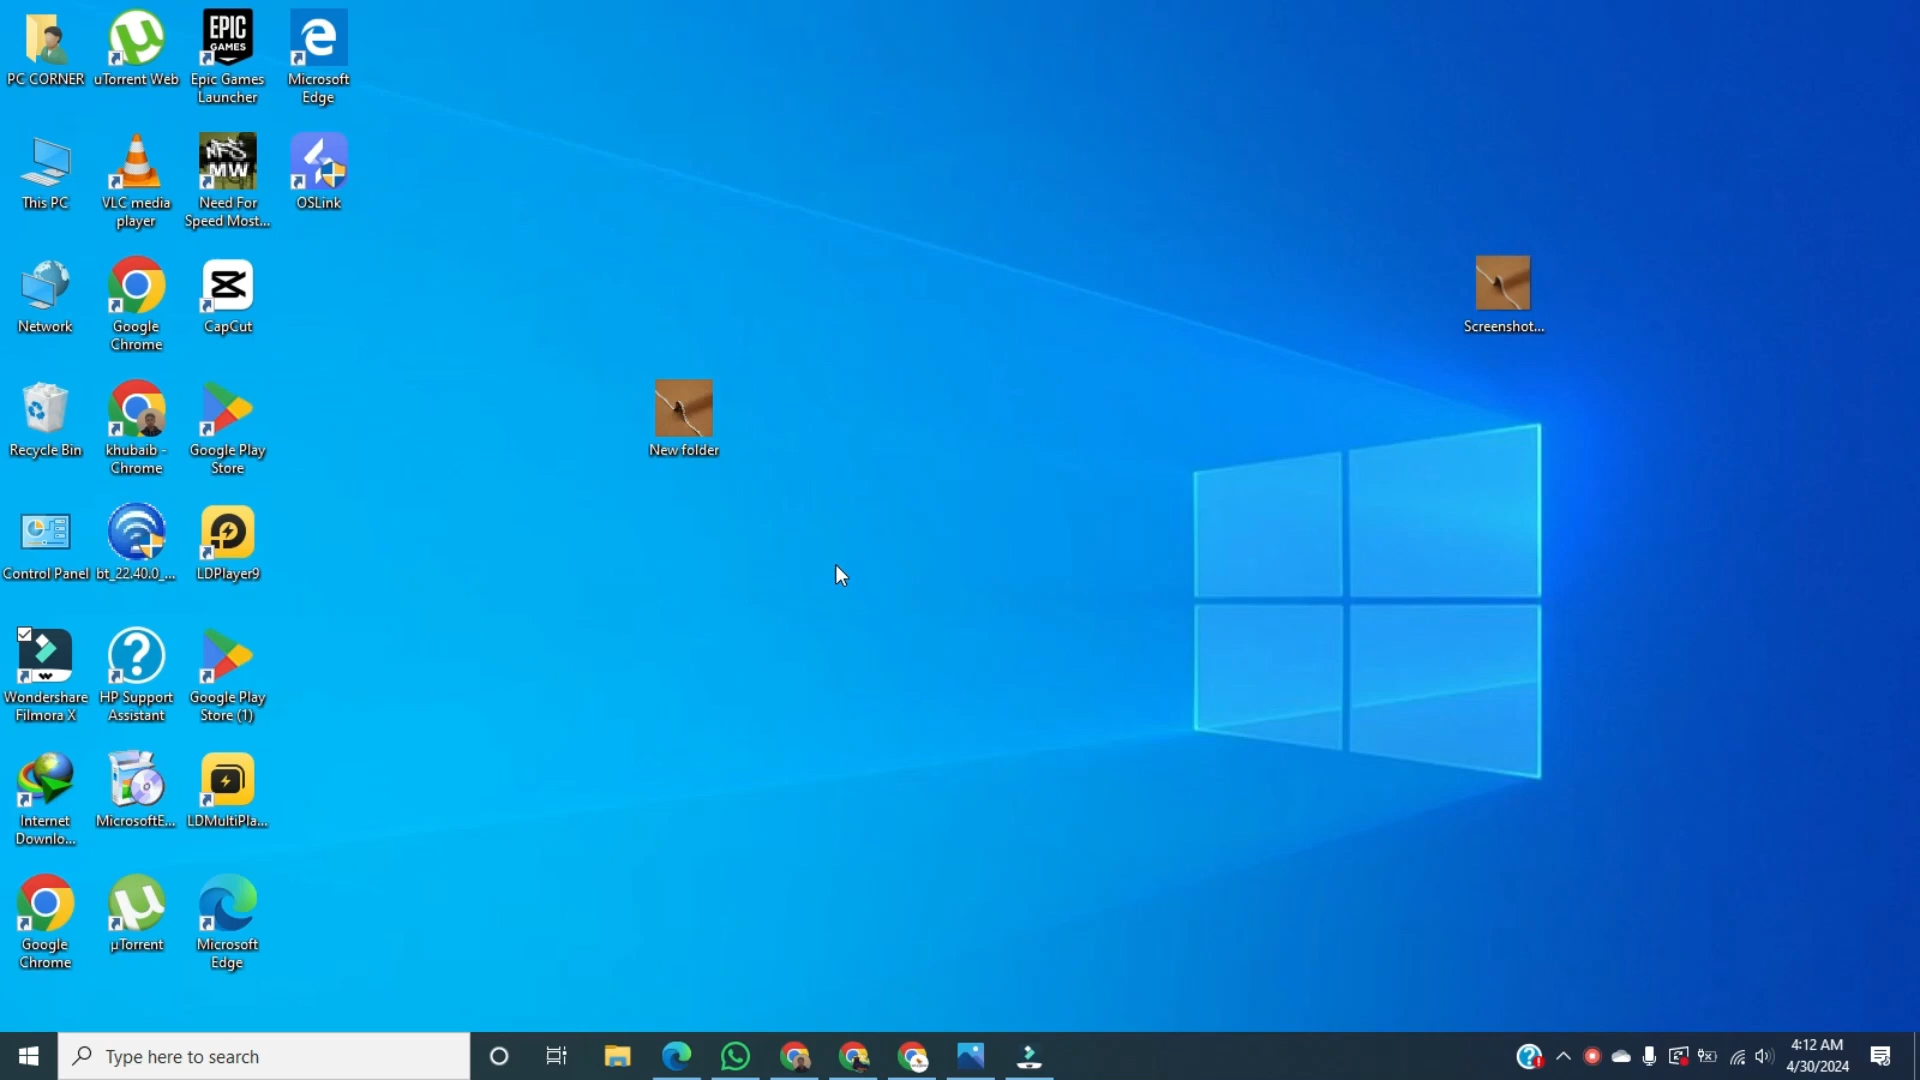 PC CORNER
uTorrent Web
EPIC
GAMES
Epic Games
Launcher
Microsoft
Edge
This PC
VLC media
player
NFS
MW
Need For
Speed Most...
OSLink
Network
Google
Chrome
CapCut
Screenshot...
Recycle Bin
khubaib -
Chrome
Google Play
Store
New folder
Control Panel
bt_22.40.0_...
LDPlayer9
Wondershare
Filmora X
HP Support
Assistant
Google Play
Store (1)
Internet
Downlo...
MicrosoftE...
LDMultiPla...
Google
Chrome
µTorrent
Microsoft
Edge
Type here to search
4:12 AM
4/30/2024